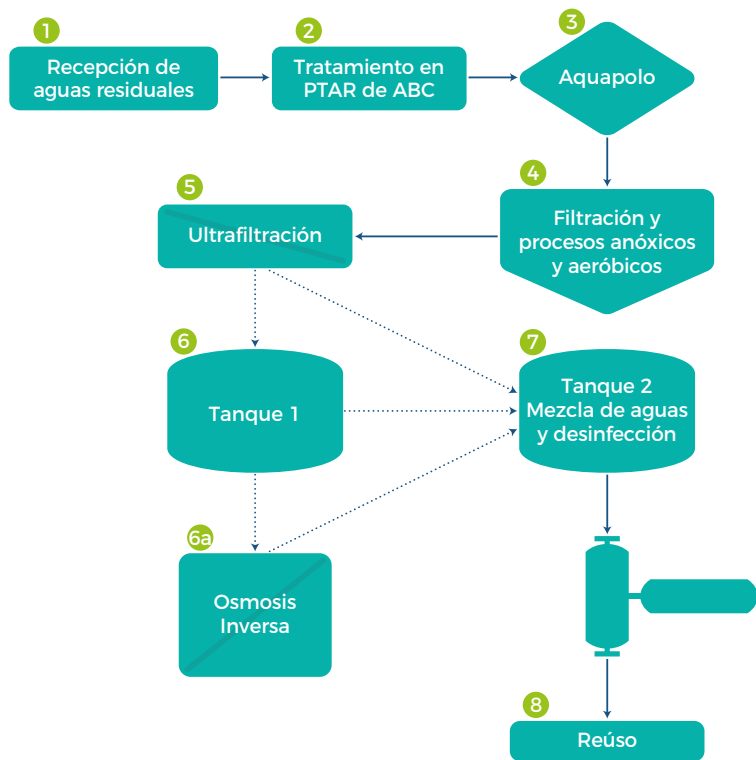 1
Recepción de
aguas residuales
2
Tratamiento en
PTAR de ABC
3
Aquapolo
4
Filtración y
procesos anóxicos
y aeróbicos
5
Ultrafiltración
6
Tanque 1
7
Tanque 2
Mezcla de aguas
y desinfección
6a
Osmosis
Inversa
8
Reúso